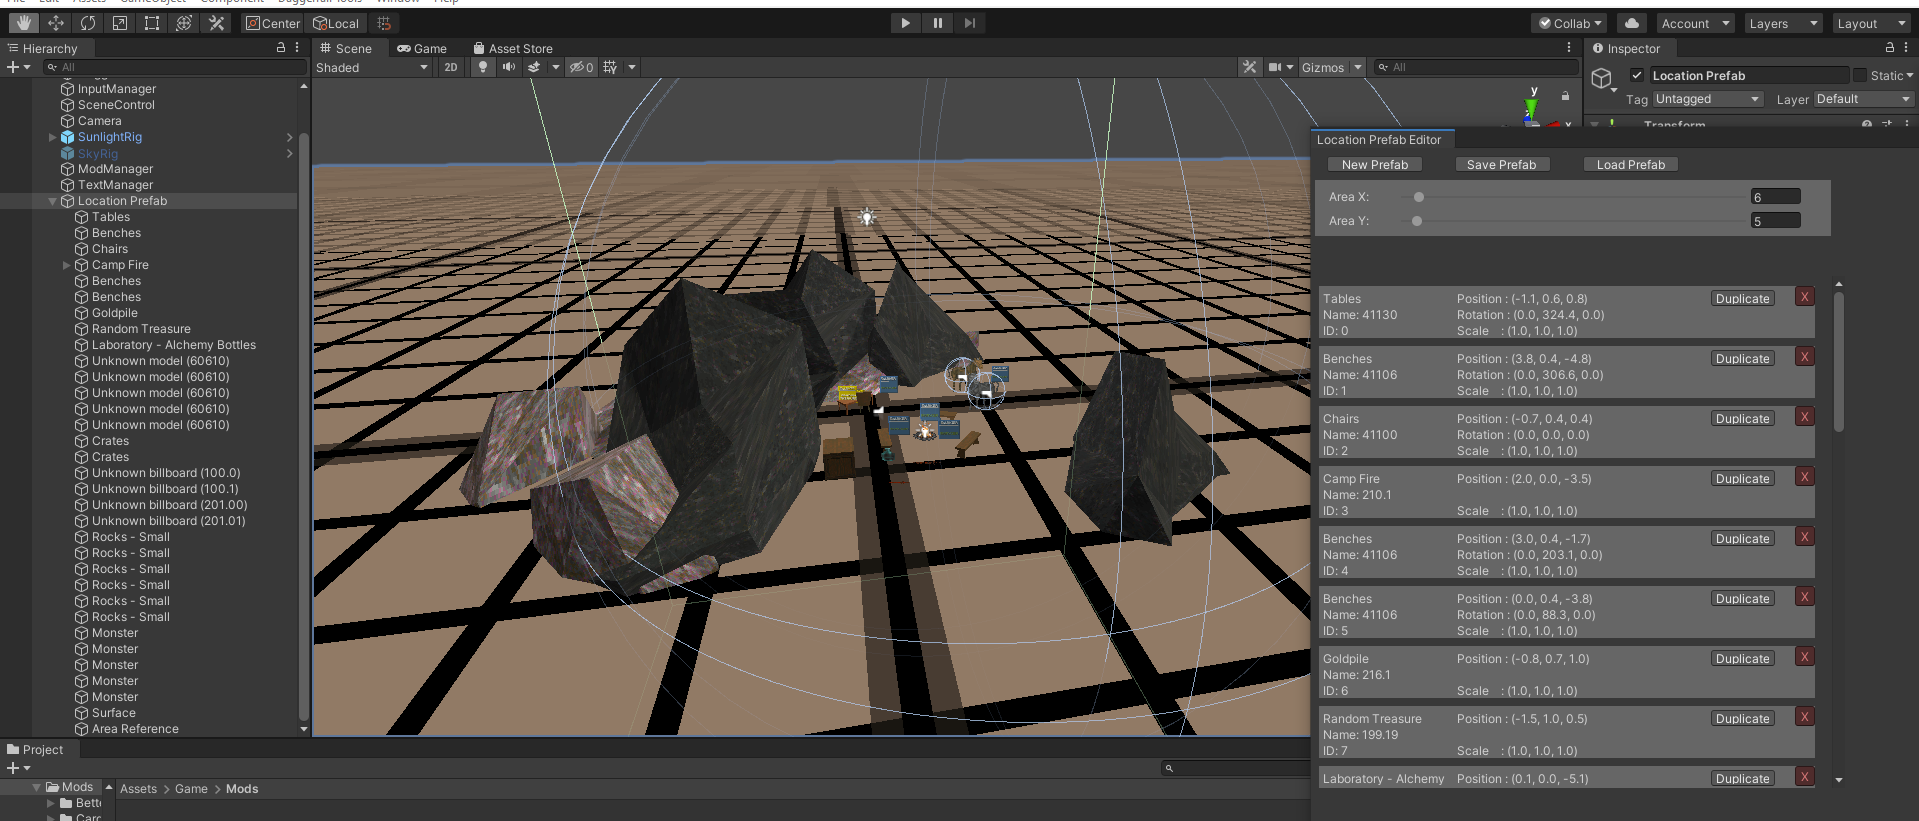 File Edit Assets GameObject Component DaggerfallTools Window Help
Center Local Collab Account Layers Layout
Hierarchy
All
InputManager
SceneControl
Camera
SunlightRig
SkyRig
ModManager
TextManager
Location Prefab
Tables
Benches
Chairs
Camp Fire
Benches
Benches
Goldpile
Random Treasure
Laboratory - Alchemy Bottles
Unknown model (60610)
Unknown model (60610)
Unknown model (60610)
Unknown model (60610)
Unknown model (60610)
Crates
Crates
Unknown billboard (100.0)
Unknown billboard (100.1)
Unknown billboard (201.00)
Unknown billboard (201.01)
Rocks - Small
Rocks - Small
Rocks - Small
Rocks - Small
Rocks - Small
Rocks - Small
Monster
Monster
Monster
Monster
Monster
Surface
Area Reference
Scene Game Asset Store
Shaded 2D 0 Gizmos All
y
x
Inspector
Location Prefab Static
Tag Untagged Layer Default
Transform
Location Prefab Editor
New Prefab Save Prefab Load Prefab
Area X: 6
Area Y: 5
Tables Position : (-1.1, 0.6, 0.8) Duplicate X
Name: 41130 Rotation : (0.0, 324.4, 0.0)
ID: 0 Scale : (1.0, 1.0, 1.0)
Benches Position : (3.8, 0.4, -4.8) Duplicate X
Name: 41106 Rotation : (0.0, 306.6, 0.0)
ID: 1 Scale : (1.0, 1.0, 1.0)
Chairs Position : (-0.7, 0.4, 0.4) Duplicate X
Name: 41100 Rotation : (0.0, 0.0, 0.0)
ID: 2 Scale : (1.0, 1.0, 1.0)
Camp Fire Position : (2.0, 0.0, -3.5) Duplicate X
Name: 210.1
ID: 3 Scale : (1.0, 1.0, 1.0)
Benches Position : (3.0, 0.4, -1.7) Duplicate X
Name: 41106 Rotation : (0.0, 203.1, 0.0)
ID: 4 Scale : (1.0, 1.0, 1.0)
Benches Position : (0.0, 0.4, -3.8) Duplicate X
Name: 41106 Rotation : (0.0, 88.3, 0.0)
ID: 5 Scale : (1.0, 1.0, 1.0)
Goldpile Position : (-0.8, 0.7, 1.0) Duplicate X
Name: 216.1
ID: 6 Scale : (1.0, 1.0, 1.0)
Random Treasure Position : (-1.5, 1.0, 0.5) Duplicate X
Name: 199.19
ID: 7 Scale : (1.0, 1.0, 1.0)
Laboratory - Alchemy Position : (0.1, 0.0, -5.1) Duplicate X
Project
Mods
Bett
Assets > Game > Mods